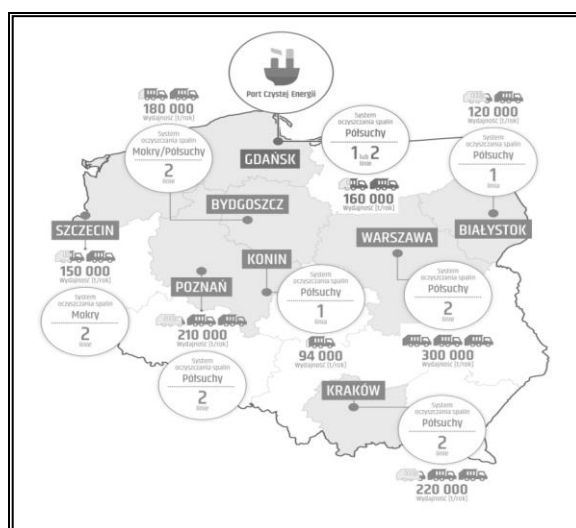 Port Czystej Energii
GDAŃSK
System
oczyszczania spalin
Półsuchy
1 lub 2
linie
160 000
Wydajność [t/rok]
180 000
Wydajność [t/rok]
System
oczyszczania spalin
Mokry/Półsuchy
2
linie
BYDGOSZCZ
120 000
Wydajność [t/rok]
System
oczyszczania spalin
Półsuchy
1
linia
BIAŁYSTOK
SZCZECIN
150 000
Wydajność [t/rok]
System
oczyszczania spalin
Mokry
2
linie
POZNAŃ
210 000
Wydajność [t/rok]
System
oczyszczania spalin
Półsuchy
2
linie
KONIN
System
oczyszczania spalin
Półsuchy
1
linia
94 000
Wydajność [t/rok]
WARSZAWA
System
oczyszczania spalin
Półsuchy
2
linie
300 000
Wydajność [t/rok]
KRAKÓW
System
oczyszczania spalin
Półsuchy
2
linie
220 000
Wydajność [t/rok]